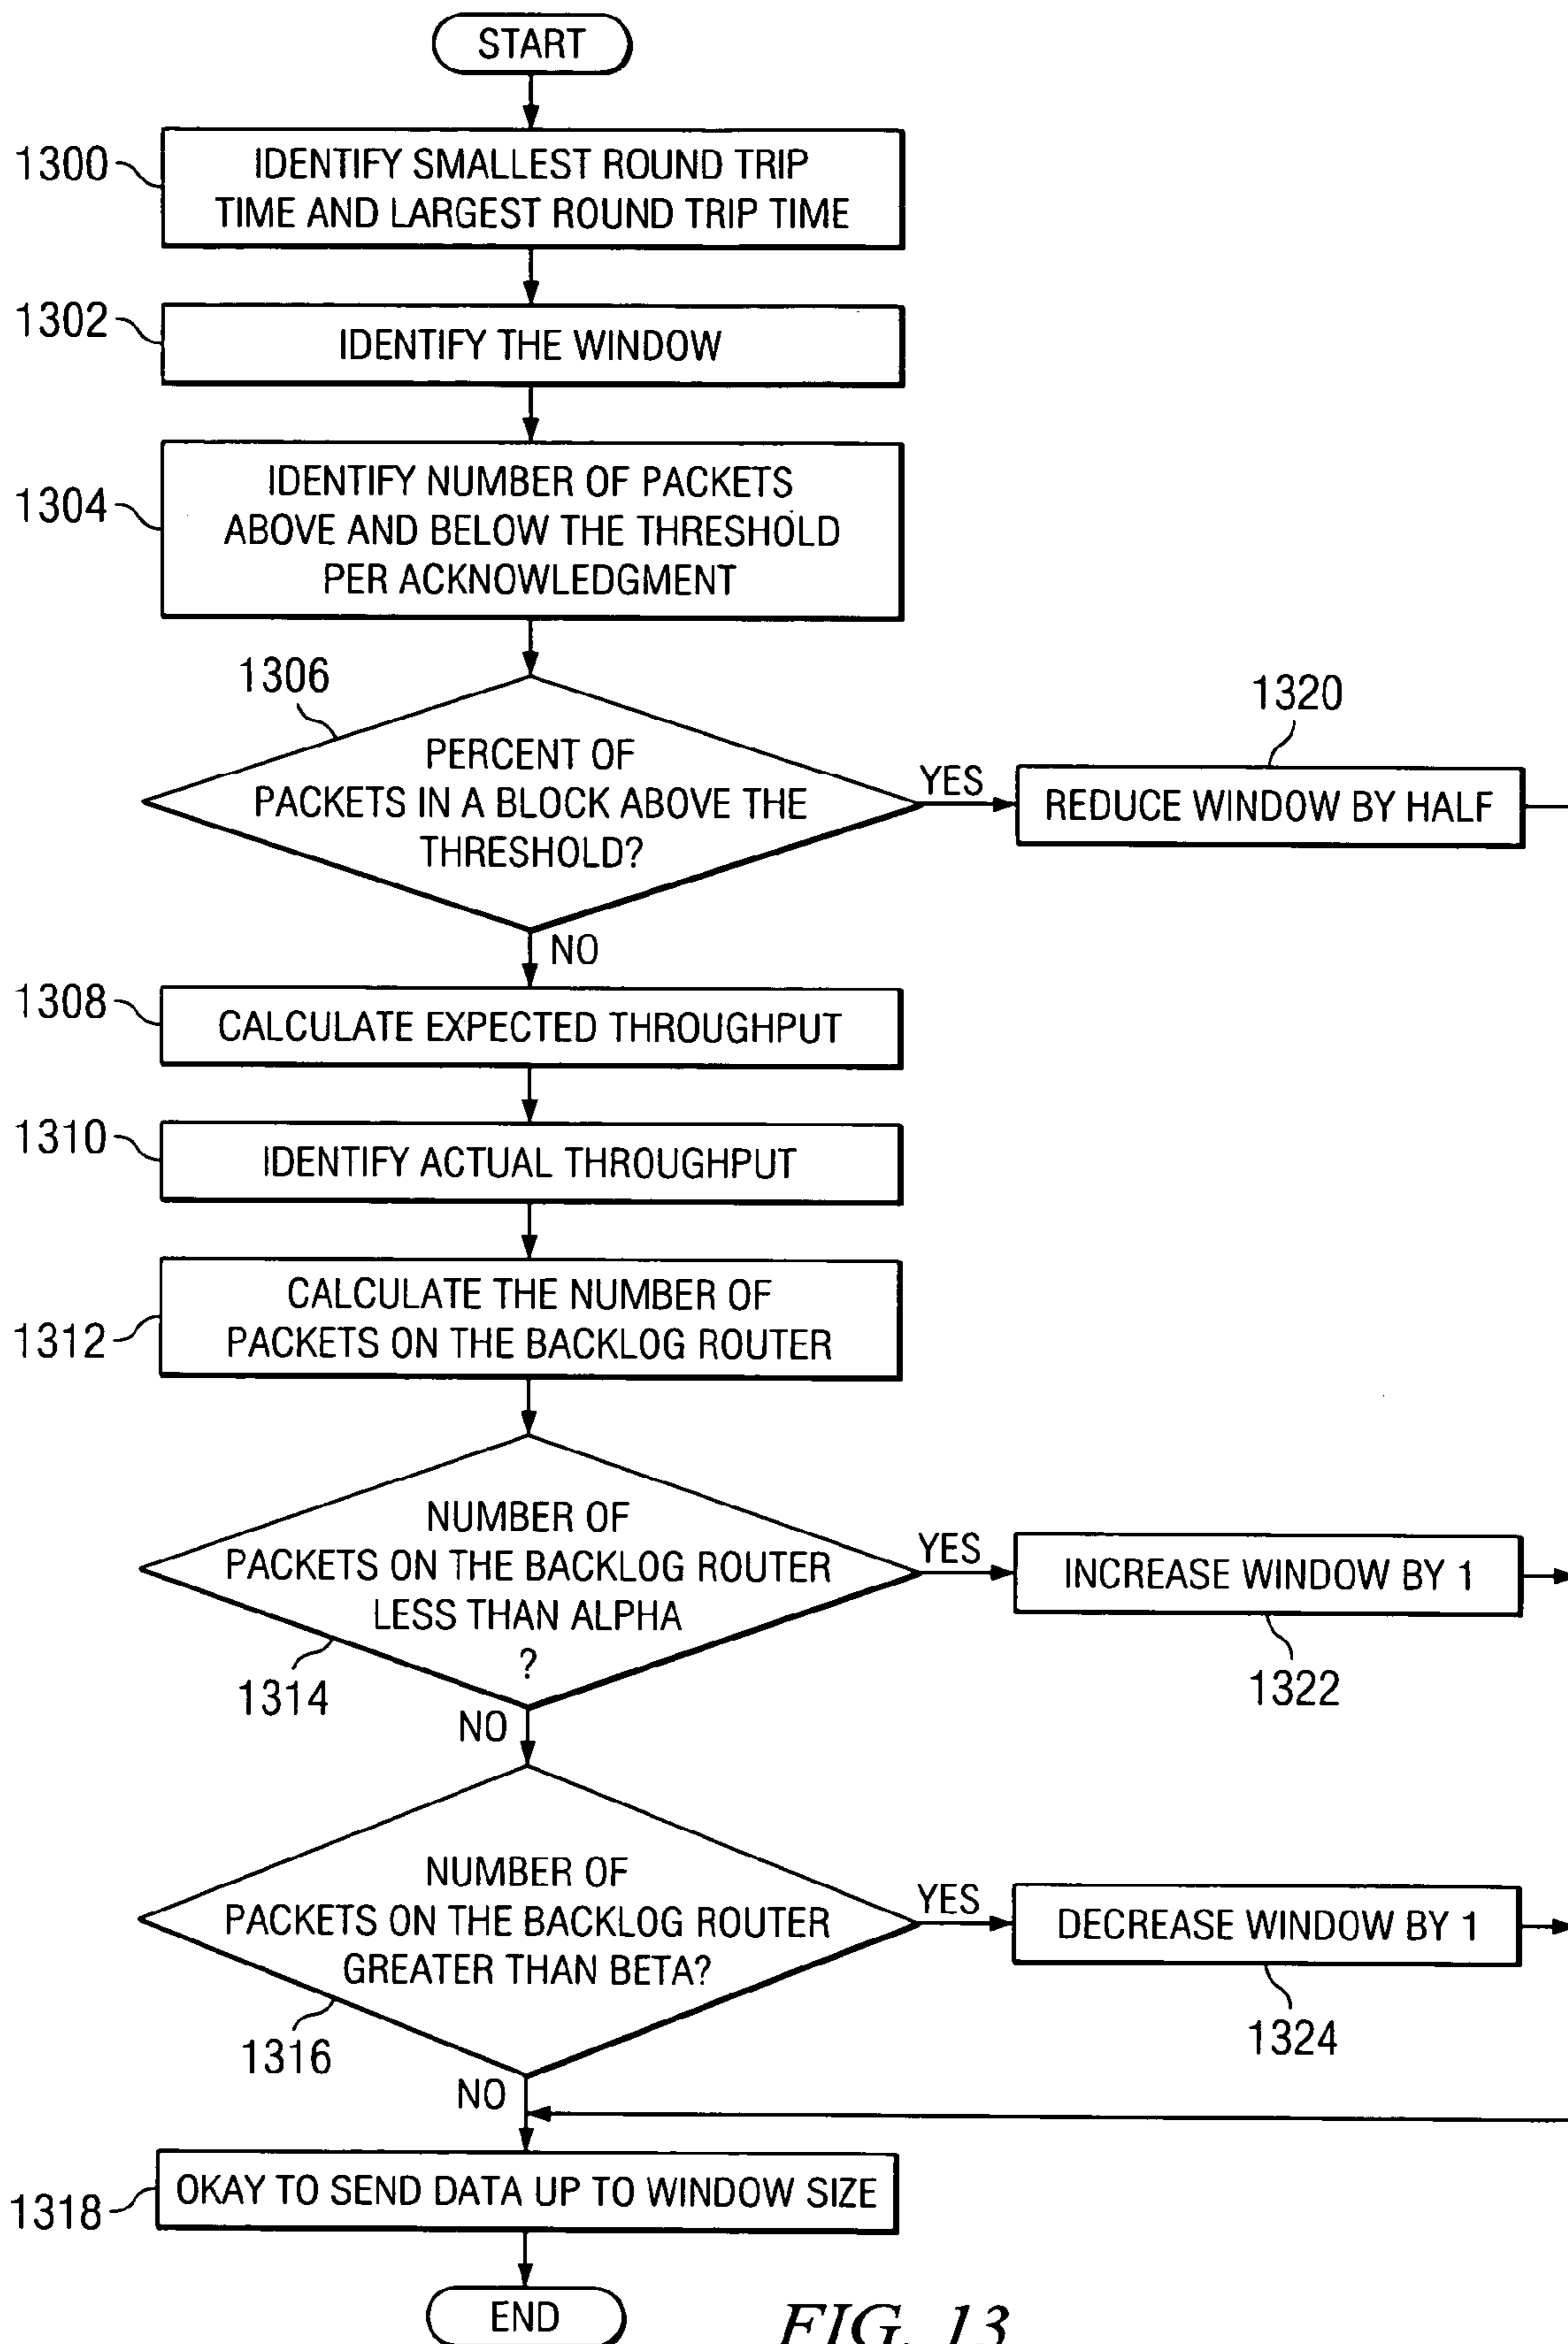 START
1300
IDENTIFY SMALLEST ROUND TRIP
TIME AND LARGEST ROUND TRIP TIME
1302
IDENTIFY THE WINDOW
1304
IDENTIFY NUMBER OF PACKETS
ABOVE AND BELOW THE THRESHOLD
PER ACKNOWLEDGMENT
1306
PERCENT OF
PACKETS IN A BLOCK ABOVE THE
THRESHOLD?
YES
1320
REDUCE WINDOW BY HALF
NO
1308
CALCULATE EXPECTED THROUGHPUT
1310
IDENTIFY ACTUAL THROUGHPUT
1312
CALCULATE THE NUMBER OF
PACKETS ON THE BACKLOG ROUTER
NUMBER OF
PACKETS ON THE BACKLOG ROUTER
LESS THAN ALPHA
?
1314
YES
INCREASE WINDOW BY 1
1322
NO
NUMBER OF
PACKETS ON THE BACKLOG ROUTER
GREATER THAN BETA?
1316
YES
DECREASE WINDOW BY 1
1324
NO
1318
OKAY TO SEND DATA UP TO WINDOW SIZE
END
FIG. 13